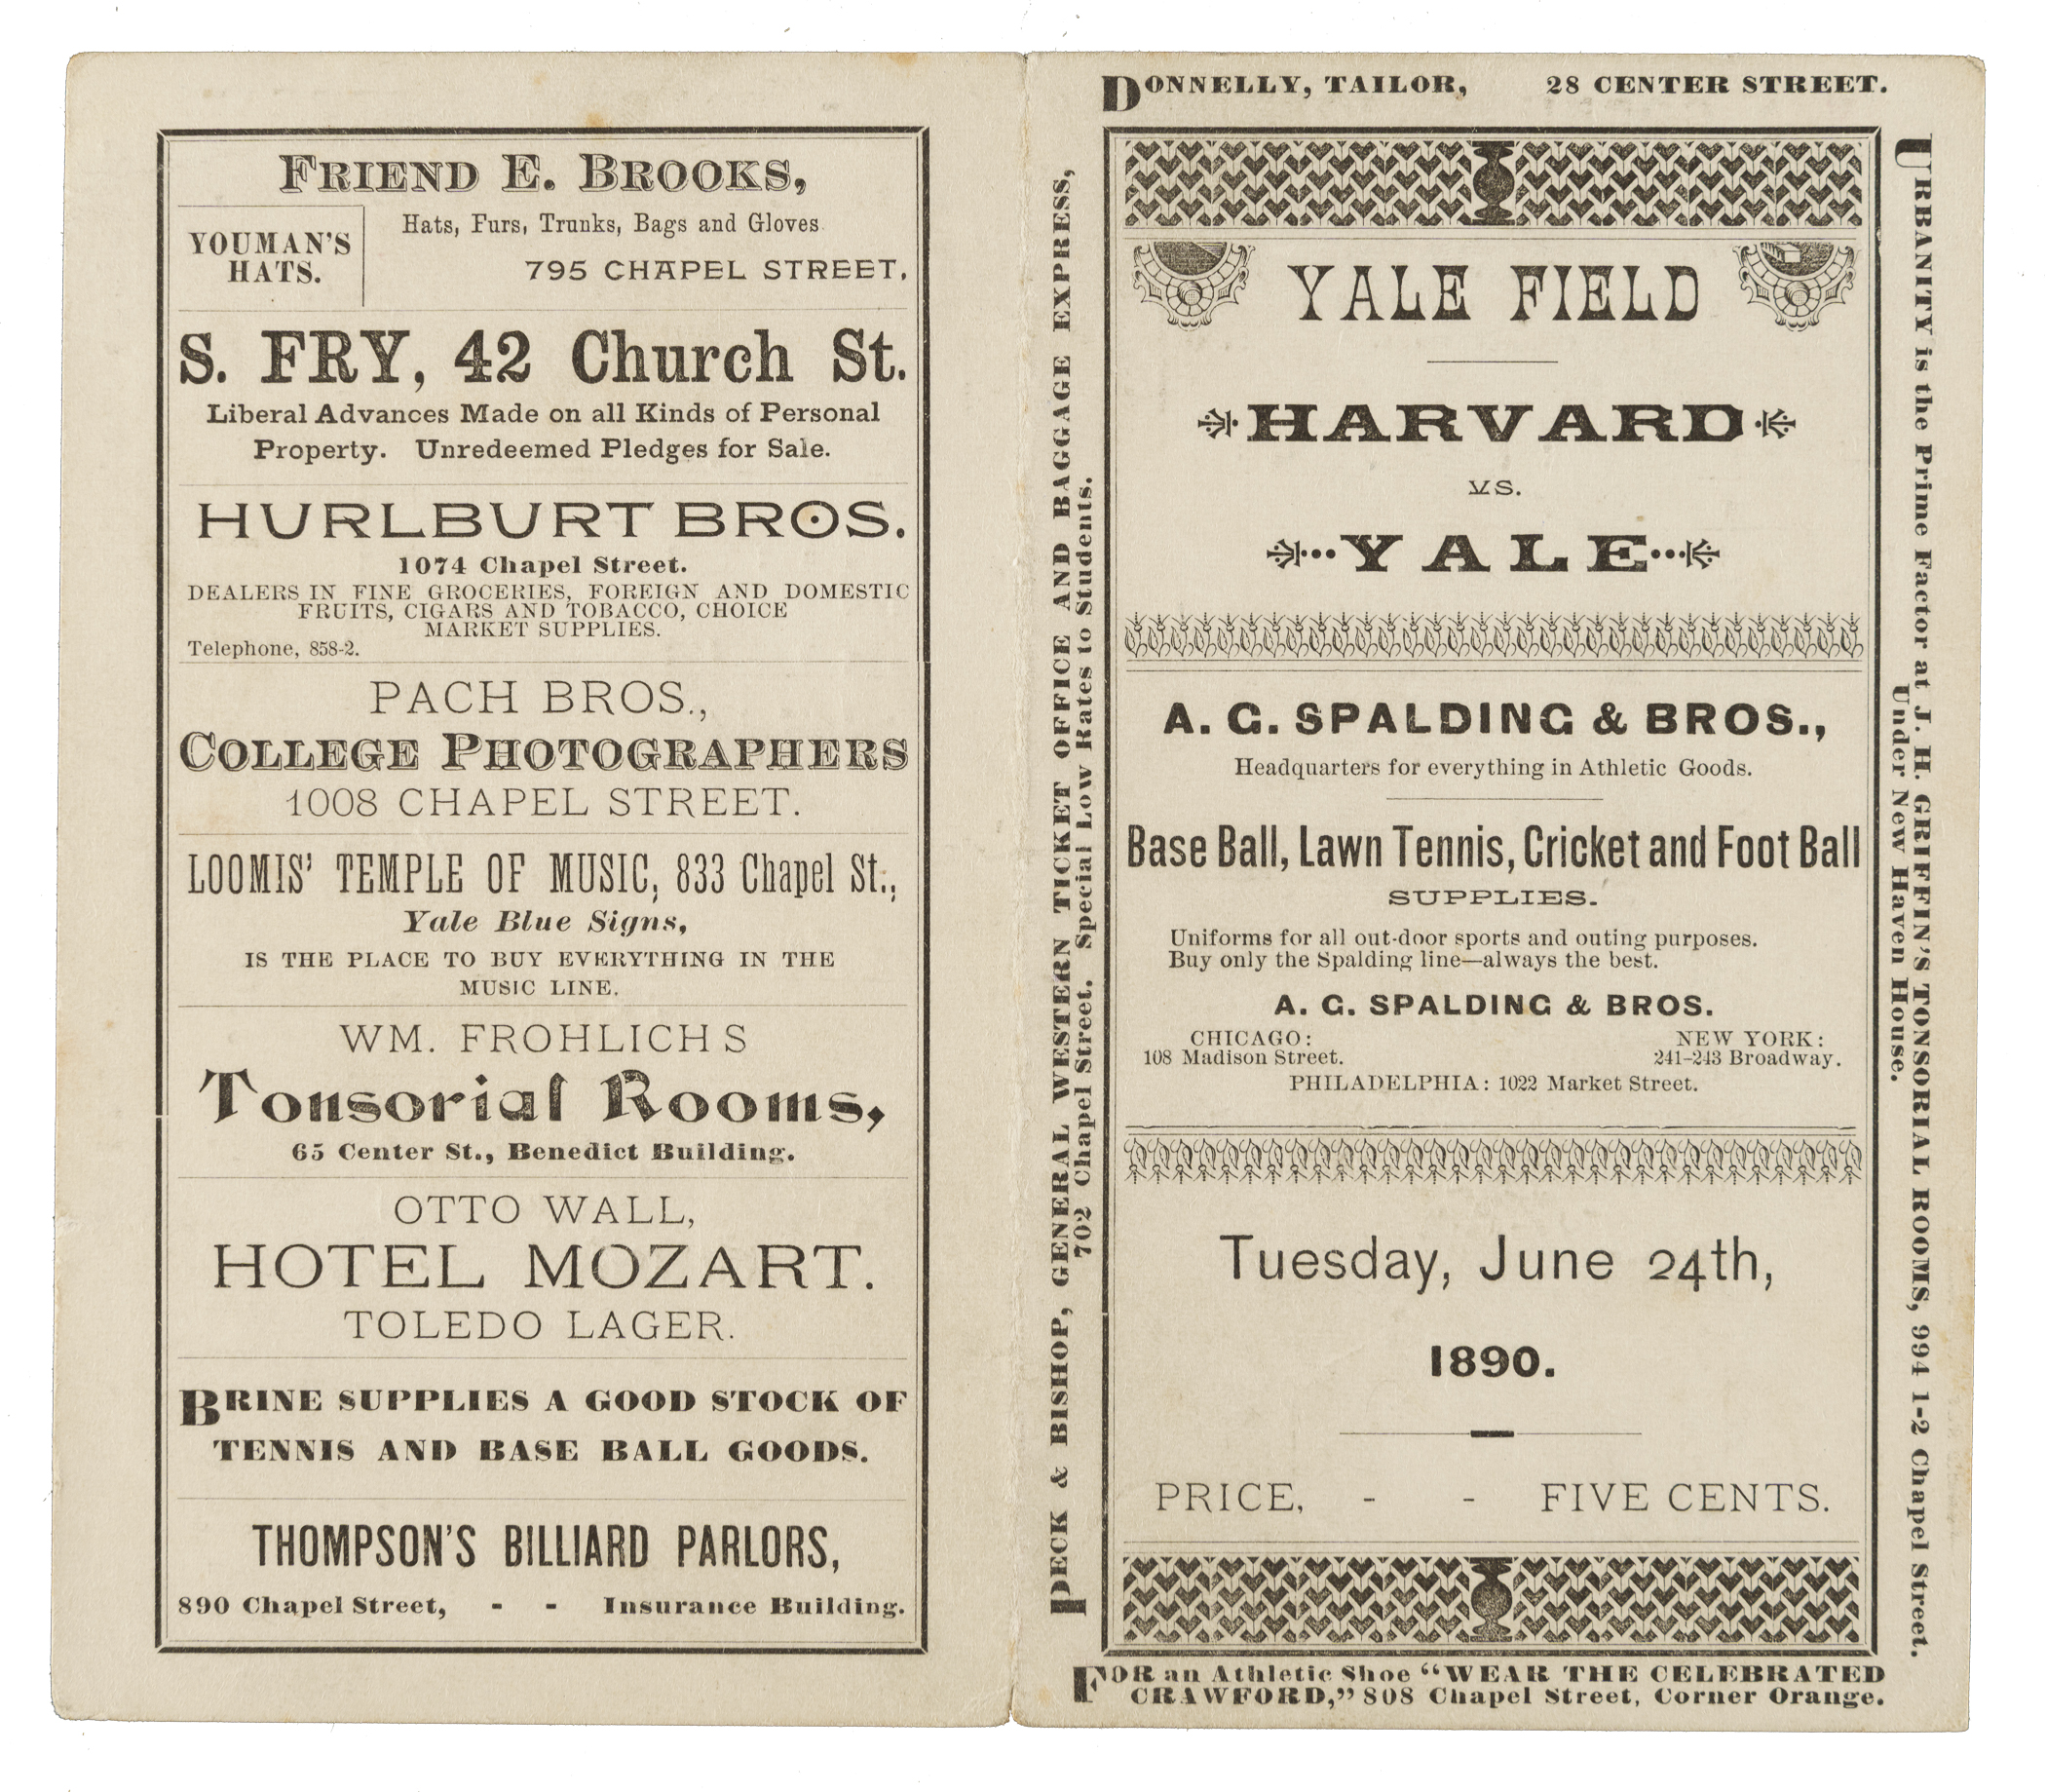 FRIEND E. BROOKS,
YOUMAN'S
HATS.
Hats, Furs, Trunks, Bags and Gloves
795 CHAPEL STREET,
S. FRY, 42 Church St.
Liberal Advances Made on all Kinds of Personal
Property. Unredeemed Pledges for Sale.
HURLBURT BROS.
1074 Chapel Street.
DEALERS IN FINE GROCERIES, FOREIGN AND DOMESTIC
FRUITS, CIGARS AND TOBACCO, CHOICE
MARKET SUPPLIES.
Telephone, 858-2.
PACH BROS.,
COLLEGE PHOTOGRAPHERS
1008 CHAPEL STREET.
LOOMIS' TEMPLE OF MUSIC, 833 Chapel St.,
Yale Blue Signs,
IS THE PLACE TO BUY EVERYTHING IN THE
MUSIC LINE.
WM. FROHLICH S
Tonsorial Rooms,
65 Center St., Benedict Building.
OTTO WALL,
HOTEL MOZART.
TOLEDO LAGER.
BRINE SUPPLIES A GOOD STOCK OF
TENNIS AND BASE BALL GOODS.
THOMPSON'S BILLIARD PARLORS,
890 Chapel Street, - - Insurance Building.
DONNELLY, TAILOR, 28 CENTER STREET.
PECK & BISHOP, GENERAL WESTERN TICKET OFFICE AND BAGGAGE EXPRESS,
702 Chapel Street. Special Low Rates to Students.
YALE FIELD
HARVARD
VS.
YALE
A. G. SPALDING & BROS.,
Headquarters for everything in Athletic Goods.
Base Ball, Lawn Tennis, Cricket and Foot Ball
SUPPLIES.
Uniforms for all out-door sports and outing purposes.
Buy only the Spalding line—always the best.
A. G. SPALDING & BROS.
CHICAGO: NEW YORK:
108 Madison Street. 241-243 Broadway.
PHILADELPHIA: 1022 Market Street.
Tuesday, June 24th,
1890.
PRICE, - - FIVE CENTS.
URBANITY is the Prime Factor at J. H. GRIFFIN'S TONSORIAL ROOMS, 994 1-2 Chapel Street.
Under New Haven House.
FOR an Athletic Shoe "WEAR THE CELEBRATED
CRAWFORD," 808 Chapel Street, Corner Orange.